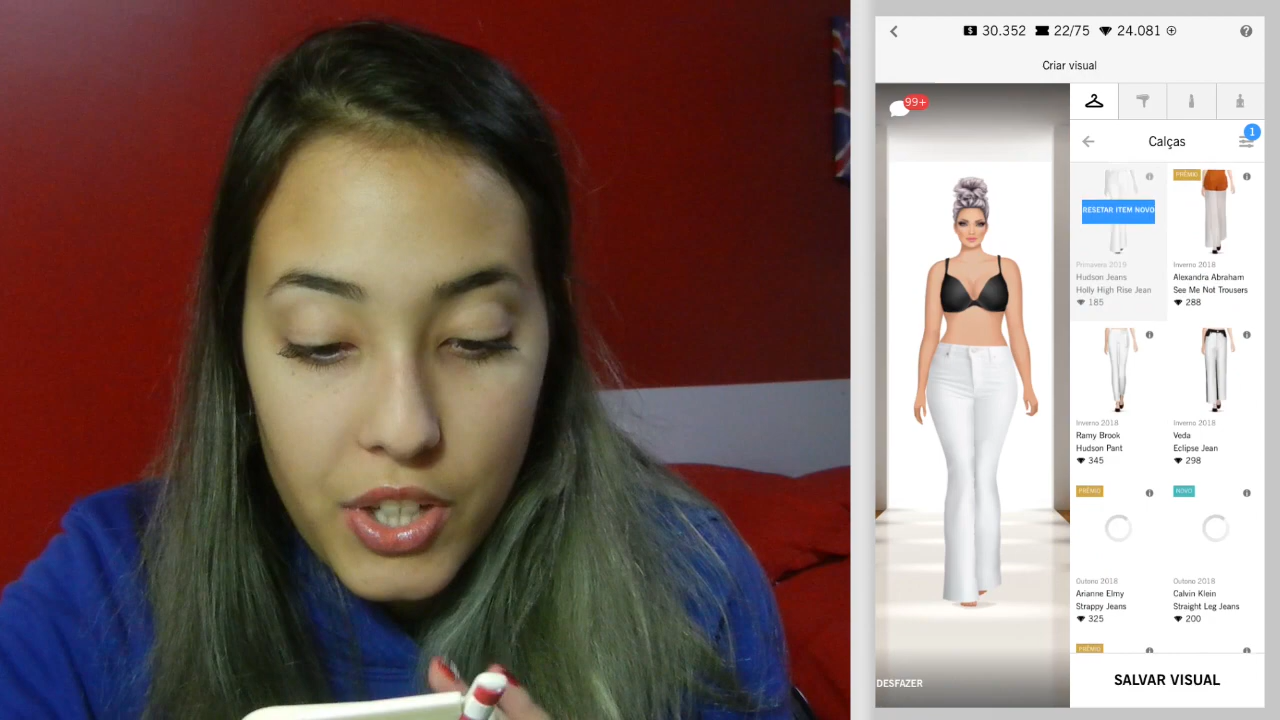 30.352 22/75 24.081
Criar visual
99+
Calças
1
RESETAR ITEM NOVO
Primavera 2019
Hudson Jeans
Holly High Rise Jean
185
PRÊMIO
Inverno 2018
Alexandra Abraham
See Me Not Trousers
288
Inverno 2018
Ramy Brook
Hudson Pant
345
Inverno 2018
Veda
Eclipse Jean
298
PRÊMIO
Outono 2018
Arianne Elmy
Strappy Jeans
325
NOVO
Outono 2018
Calvin Klein
Straight Leg Jeans
200
PRÊMIO
DESFAZER
SALVAR VISUAL